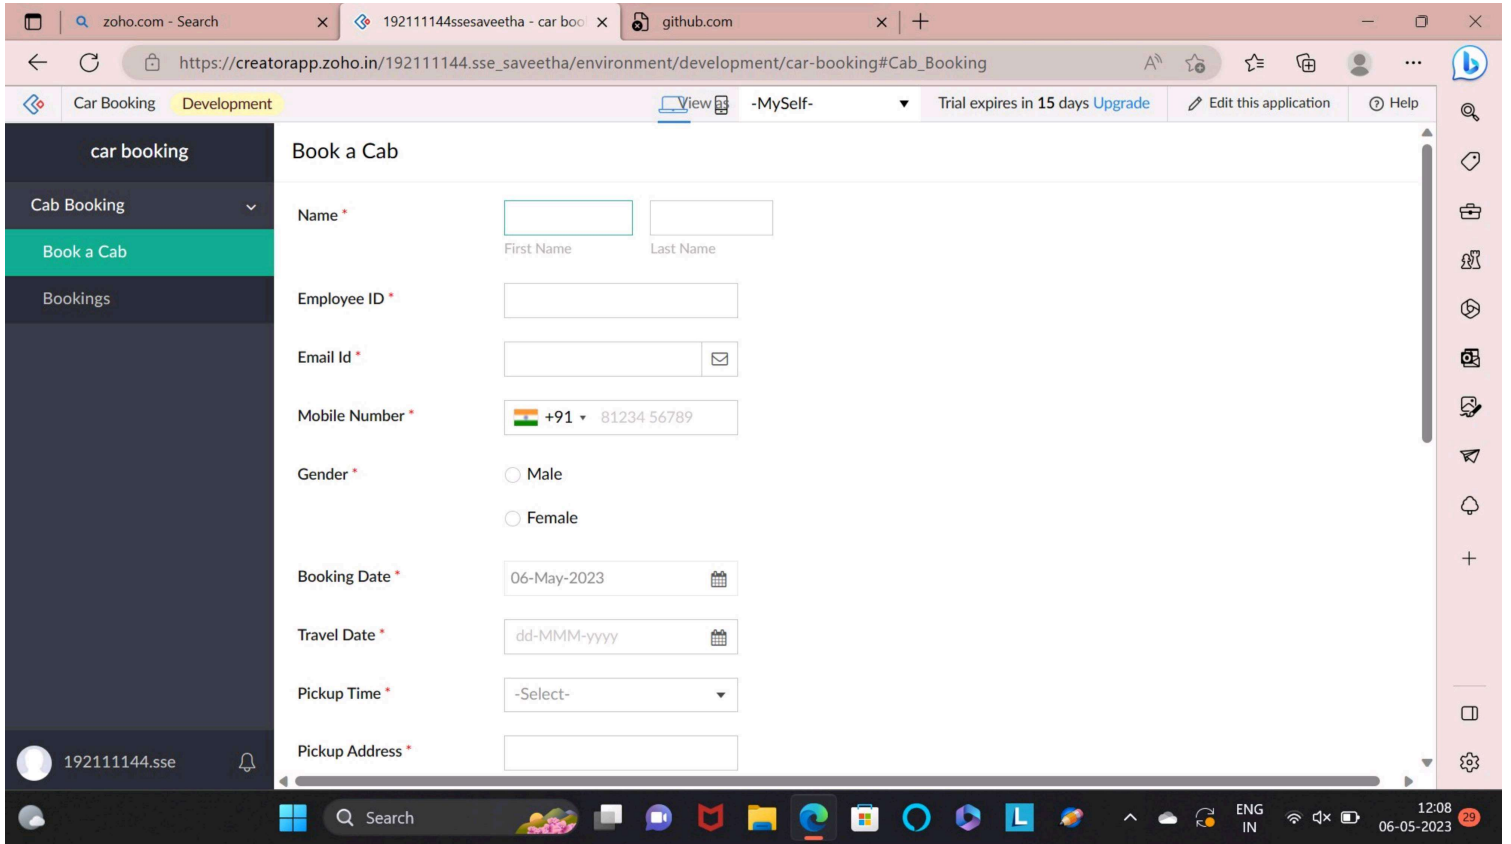 zoho.com - Search
192111144ssesaveetha - car boo
github.com
https://creatorapp.zoho.in/192111144.sse_saveetha/environment/development/car-booking#Cab_Booking
Car Booking Development View as -MySelf- Trial expires in 15 days Upgrade Edit this application Help
car booking
Cab Booking
Book a Cab
Bookings
192111144.sse
Book a Cab
Name *
First Name Last Name
Employee ID *
Email Id *
Mobile Number * +91 81234 56789
Gender * Male
Female
Booking Date * 06-May-2023
Travel Date * dd-MMM-yyyy
Pickup Time * -Select-
Pickup Address *
Search
L
ENG
IN
12:08
06-05-2023
29